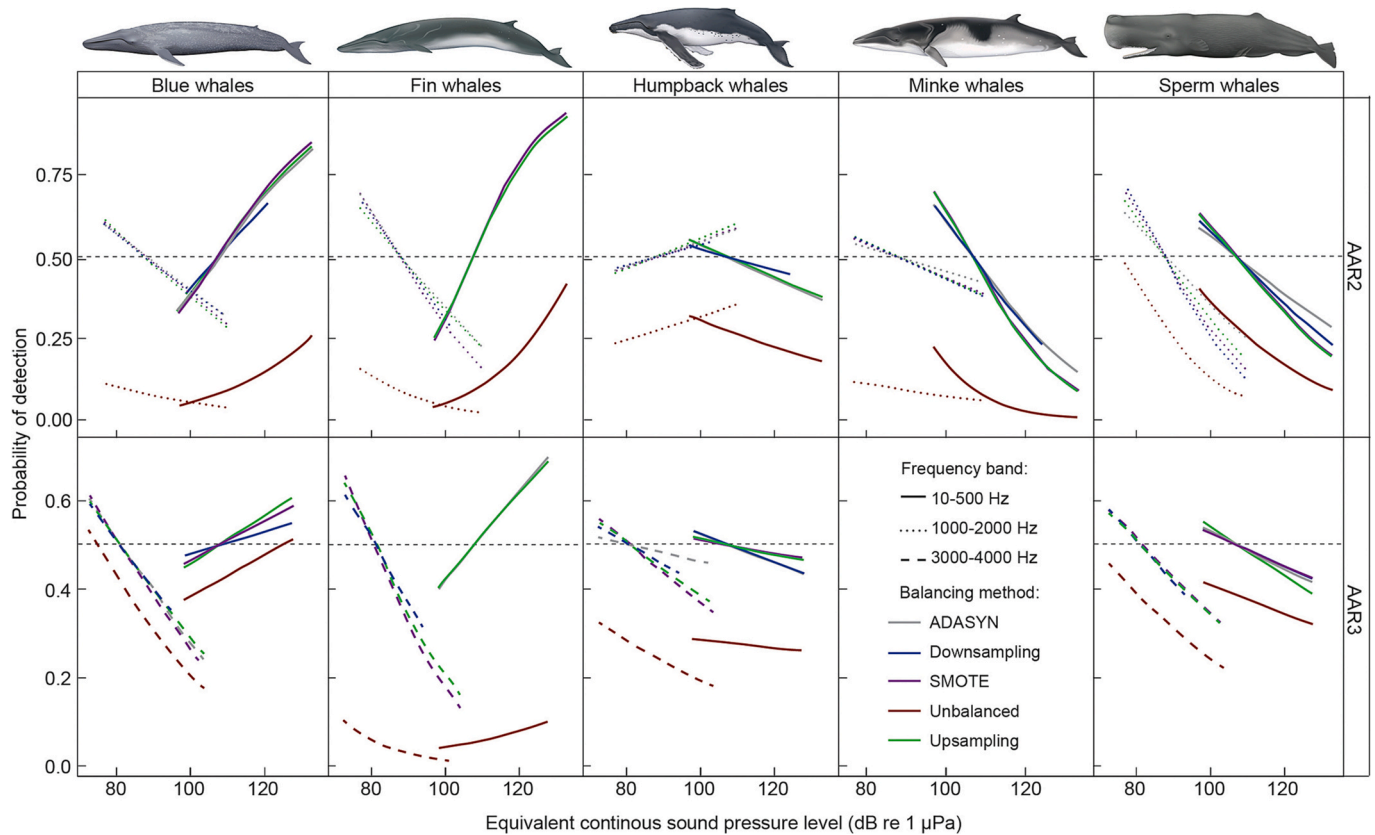 Blue whales
Fin whales
Humpback whales
Minke whales
Sperm whales
Probability of detection
0.75
0.50
0.25
0.00
AAR2
0.6
0.5
0.4
0.2
0.0
AAR3
Frequency band:
10-500 Hz
1000-2000 Hz
3000-4000 Hz
Balancing method:
ADASYN
Downsampling
SMOTE
Unbalanced
Upsampling
80 100 120 80 100 120 80 100 120 80 100 120 80 100 120
Equivalent continous sound pressure level (dB re 1 µPa)